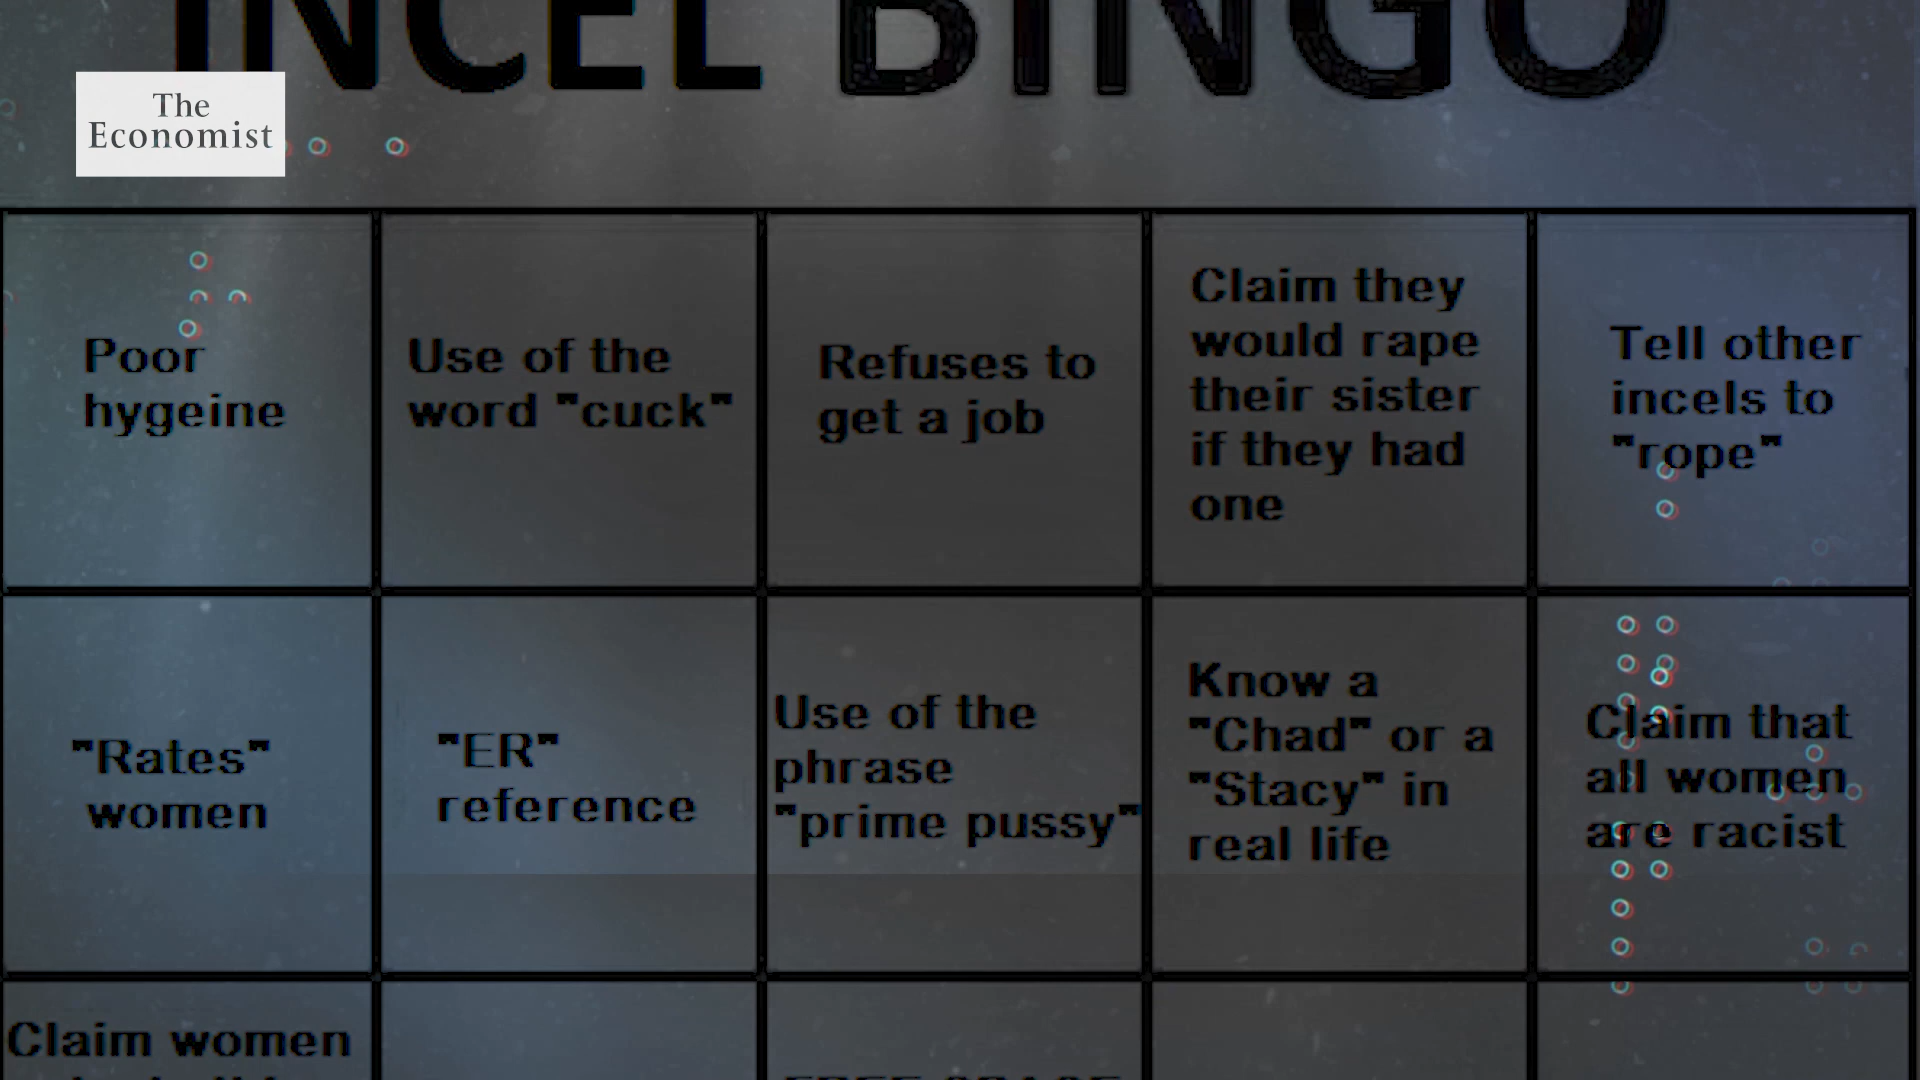 INCEL BINGO
The
Economist
Poor
hygeine
Use of the
word "cuck"
Refuses to
get a job
Claim they
would rape
their sister
if they had
one
Tell other
incels to
"rope"
"Rates"
women
"ER"
reference
Use of the
phrase
"prime pussy"
Know a
"Chad" or a
"Stacy" in
real life
Claim that
all women
are racist
Claim women